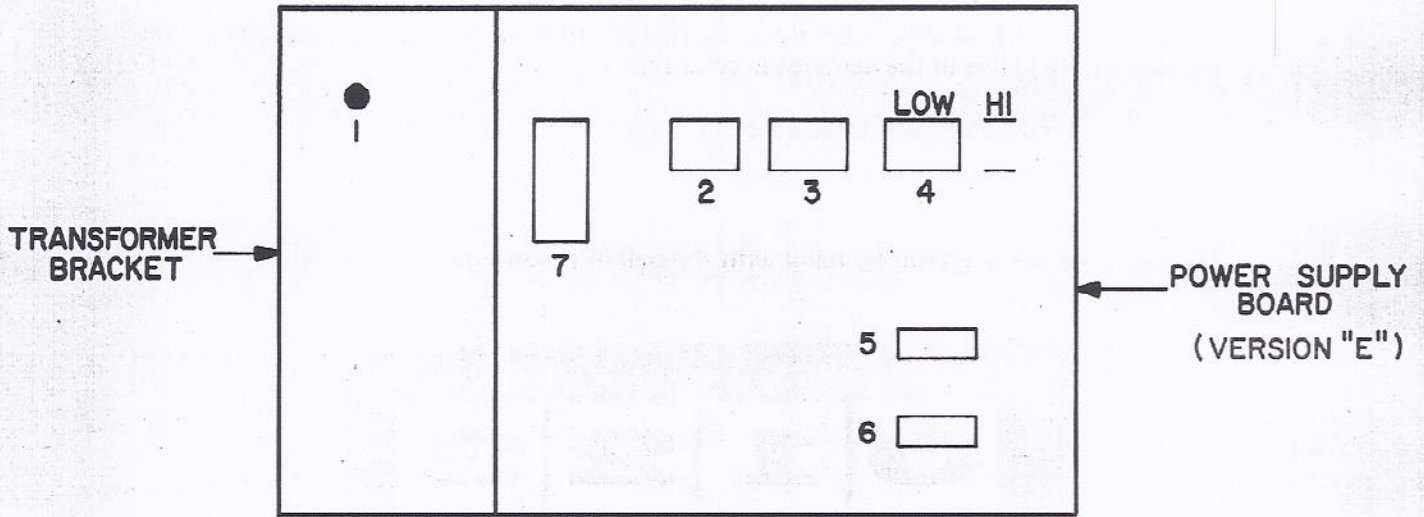 LOW HI
1
2 3 4
7
TRANSFORMER
BRACKET
POWER SUPPLY
BOARD
(VERSION "E")
5
6